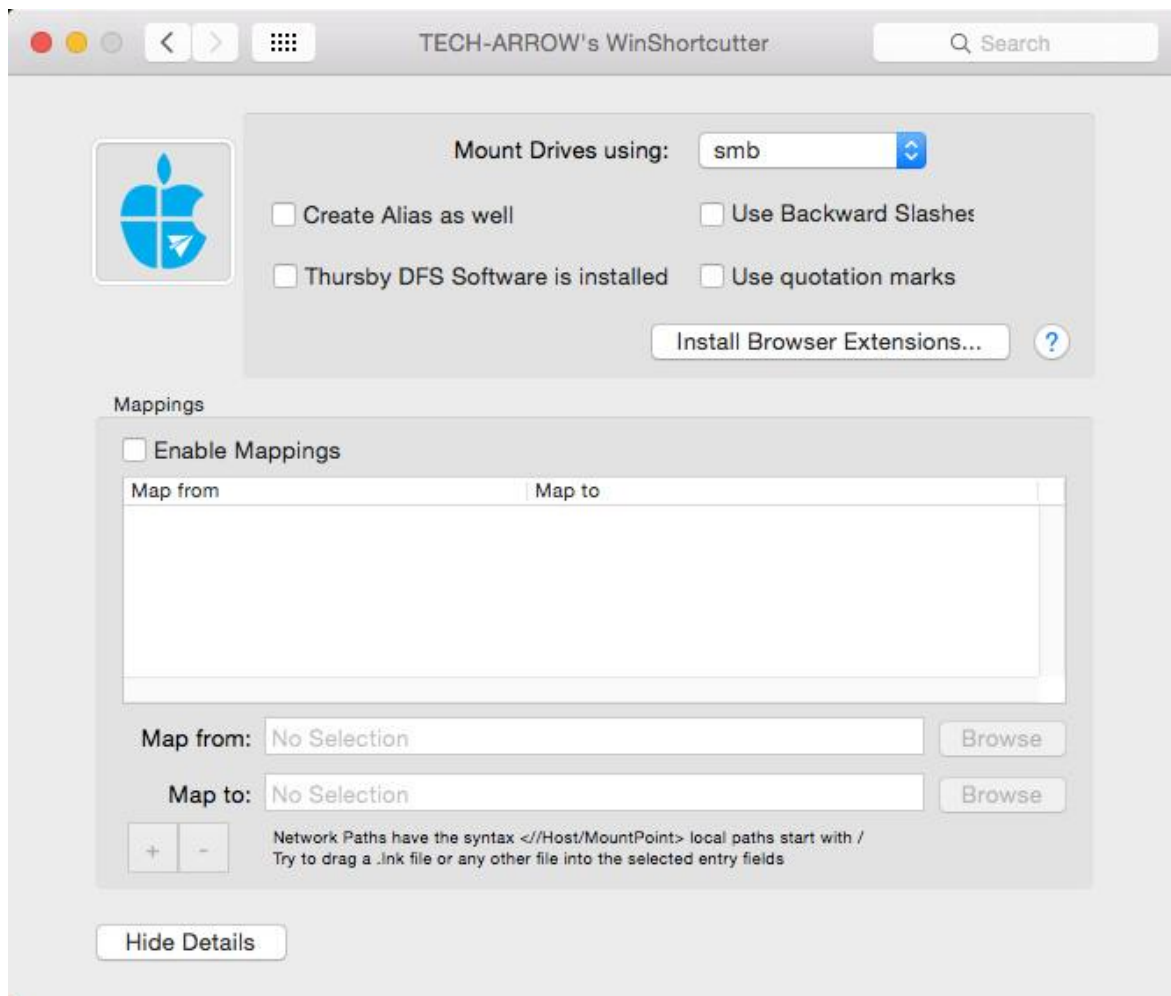 TECH-ARROW's WinShortcutter
Search
Mount Drives using: smb
Create Alias as well
Use Backward Slashes
Thursby DFS Software is installed
Use quotation marks
Install Browser Extensions...
?
Mappings
Enable Mappings
Map from
Map to
Map from: No Selection
Browse
Map to: No Selection
Browse
+ -
Network Paths have the syntax <//Host/MountPoint> local paths start with /
Try to drag a .lnk file or any other file into the selected entry fields
Hide Details